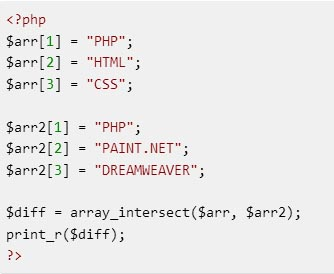 <?php
$arr[1] = "PHP";
$arr[2] = "HTML";
$arr[3] = "CSS";

$arr2[1] = "PHP";
$arr2[2] = "PAINT.NET";
$arr2[3] = "DREAMWEAVER";

$diff = array_intersect($arr, $arr2);
print_r($diff);
?>